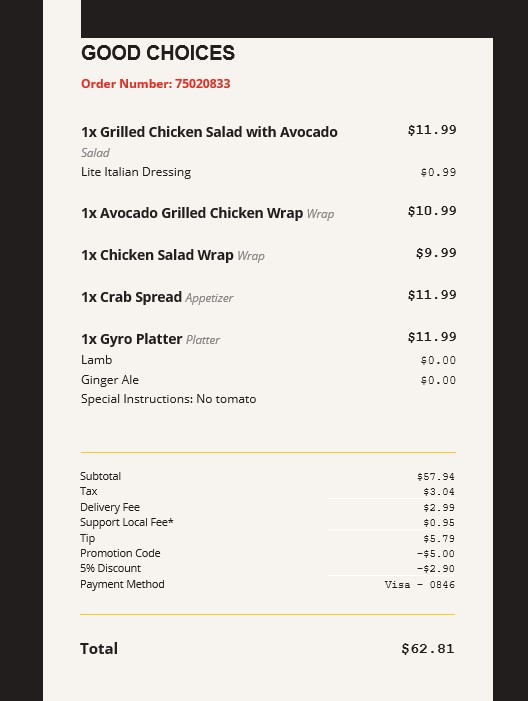 GOOD CHOICES
Order Number: 75020833
1x Grilled Chicken Salad with Avocado $11.99
Salad
Lite Italian Dressing $0.99
1x Avocado Grilled Chicken Wrap Wrap $10.99
1x Chicken Salad Wrap Wrap $9.99
1x Crab Spread Appetizer $11.99
1x Gyro Platter Platter $11.99
Lamb $0.00
Ginger Ale $0.00
Special Instructions: No tomato
Subtotal $57.94
Tax $3.04
Delivery Fee $2.99
Support Local Fee* $0.95
Tip $5.79
Promotion Code -$5.00
5% Discount -$2.90
Payment Method Visa - 0846
Total $62.81